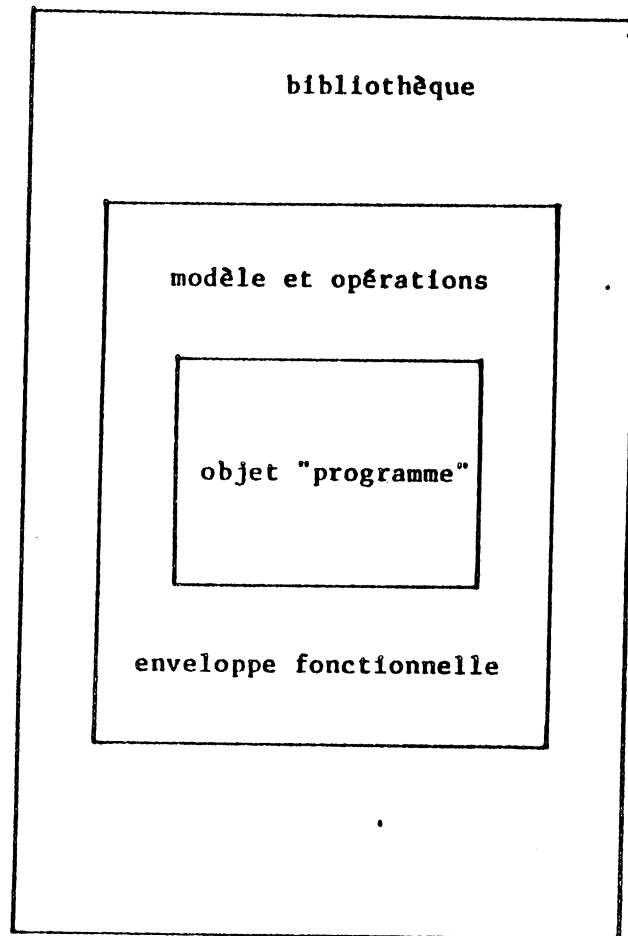 bibliothèque
modèle et opérations
objet "programme"
enveloppe fonctionnelle